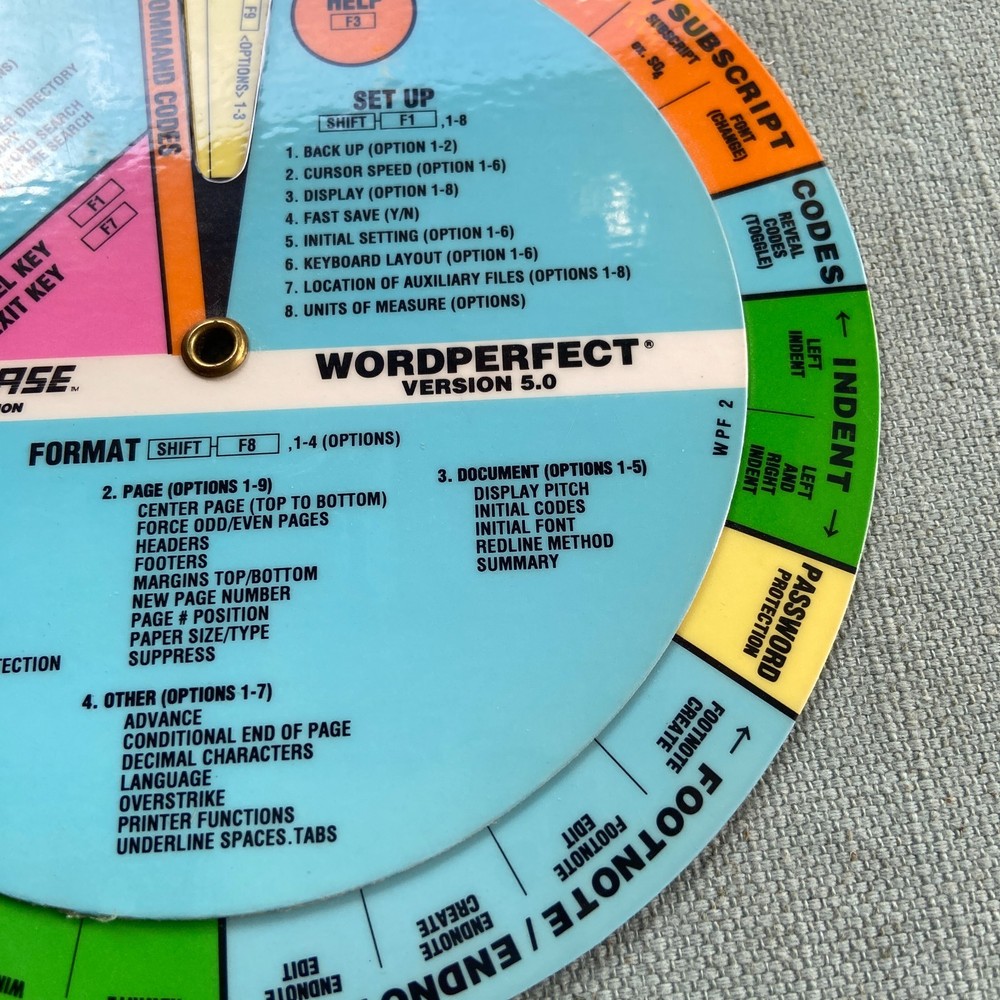 HELP
F3
F9
<OPTIONS> 1-3
COMMAND CODES
DIRECTORY
SEARCH
SEARCH
SET UP
SHIFT F1 ,1-8
1. BACK UP (OPTION 1-2)
2. CURSOR SPEED (OPTION 1-6)
3. DISPLAY (OPTION 1-8)
4. FAST SAVE (Y/N)
5. INITIAL SETTING (OPTION 1-6)
6. KEYBOARD LAYOUT (OPTION 1-6)
7. LOCATION OF AUXILIARY FILES (OPTIONS 1-8)
8. UNITS OF MEASURE (OPTIONS)
F1
F7
EL KEY
XIT KEY
ASE™
ION
WORDPERFECT®
VERSION 5.0
WPF 2
FORMAT SHIFT F8 ,1-4 (OPTIONS)
2. PAGE (OPTIONS 1-9)
CENTER PAGE (TOP TO BOTTOM)
FORCE ODD/EVEN PAGES
HEADERS
FOOTERS
MARGINS TOP/BOTTOM
NEW PAGE NUMBER
PAGE # POSITION
PAPER SIZE/TYPE
SUPPRESS
3. DOCUMENT (OPTIONS 1-5)
DISPLAY PITCH
INITIAL CODES
INITIAL FONT
REDLINE METHOD
SUMMARY
TECTION
4. OTHER (OPTIONS 1-7)
ADVANCE
CONDITIONAL END OF PAGE
DECIMAL CHARACTERS
LANGUAGE
OVERSTRIKE
PRINTER FUNCTIONS
UNDERLINE SPACES.TABS
SUBSCRIPT
SUBSCRIPT
ex. SO₄
FONT
(CHANGE)
CODES
REVEAL
CODES
(TOGGLE)
← INDENT →
LEFT
INDENT
LEFT
AND
RIGHT
INDENT
PASSWORD
PROTECTION
← FOOTNOTE / ENDNO
FOOTNOTE
CREATE
FOOTNOTE
EDIT
ENDNOTE
CREATE
ENDNOTE
EDIT